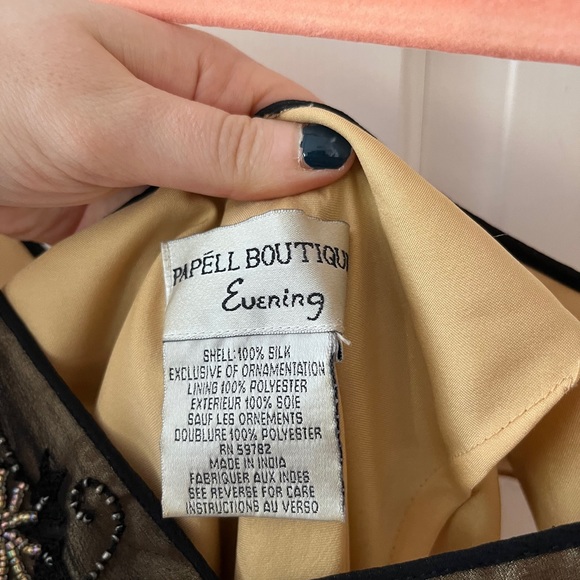 PAPÉLL BOUTIQU
Evening
SHELL: 100% SILK
EXCLUSIVE OF ORNAMENTATION
LINING 100% POLYESTER
EXTERIEUR 100% SOIE
SAUF LES ORNEMENTS
DOUBLURE 100% POLYESTER
RN 59782
MADE IN INDIA
FABRIQUER AUX INDES
SEE REVERSE FOR CARE
INSTRUCTIONS AU VERSO